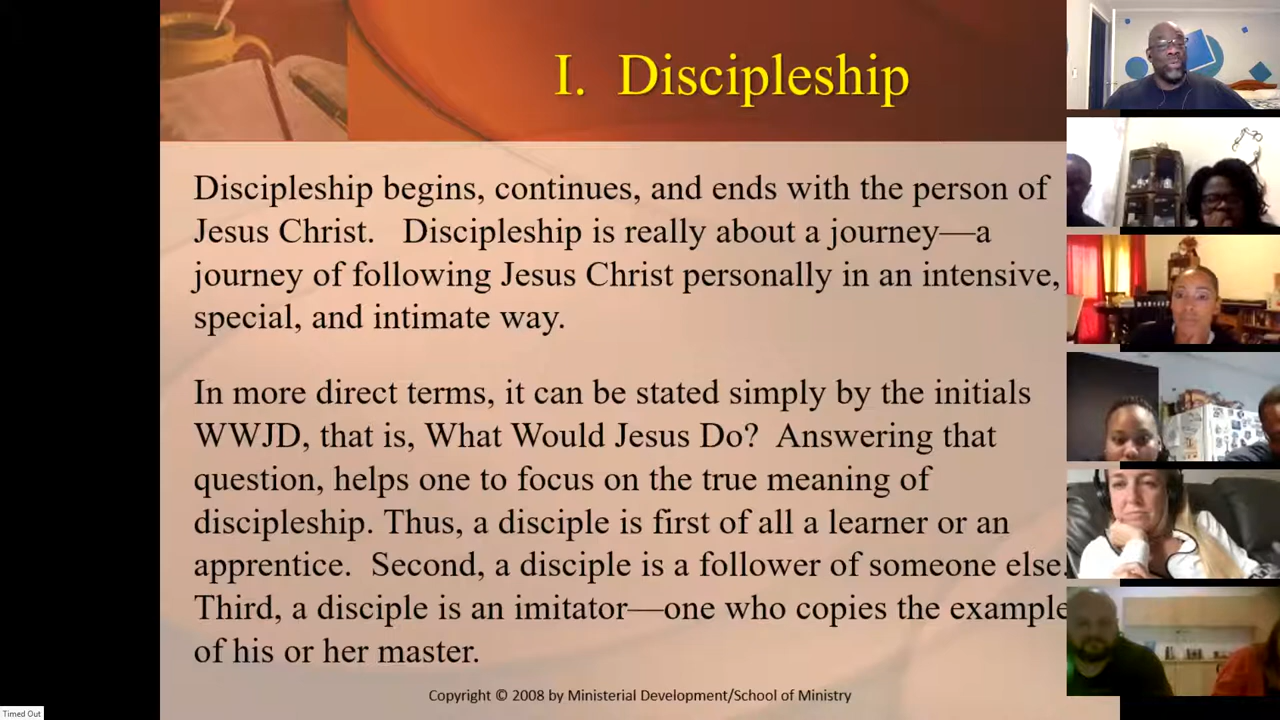 I. Discipleship
Discipleship begins, continues, and ends with the person of
Jesus Christ. Discipleship is really about a journey—a
journey of following Jesus Christ personally in an intensive,
special, and intimate way.
In more direct terms, it can be stated simply by the initials
WWJD, that is, What Would Jesus Do? Answering that
question, helps one to focus on the true meaning of
discipleship. Thus, a disciple is first of all a learner or an
apprentice. Second, a disciple is a follower of someone else.
Third, a disciple is an imitator—one who copies the example
of his or her master.
Copyright © 2008 by Ministerial Development/School of Ministry
Timed Out